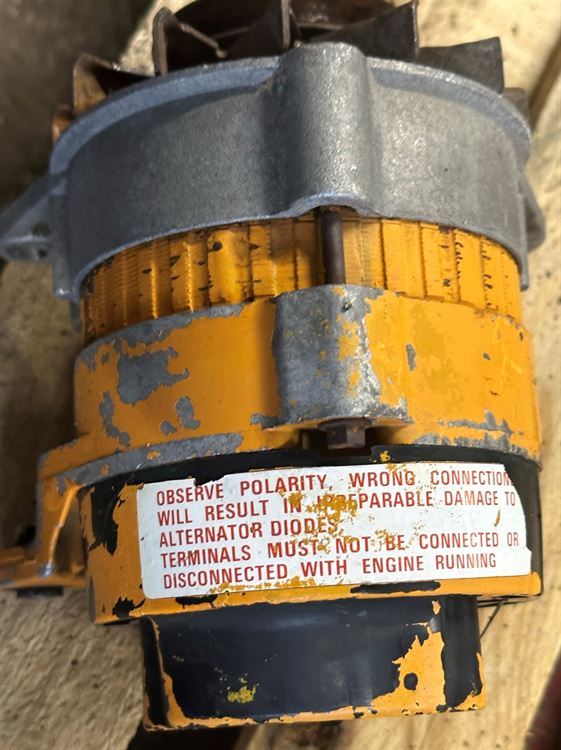 OBSERVE POLARITY, WRONG CONNECTIONS
WILL RESULT IN IRREPARABLE DAMAGE TO
ALTERNATOR DIODES
TERMINALS MUST NOT BE CONNECTED OR
DISCONNECTED WITH ENGINE RUNNING